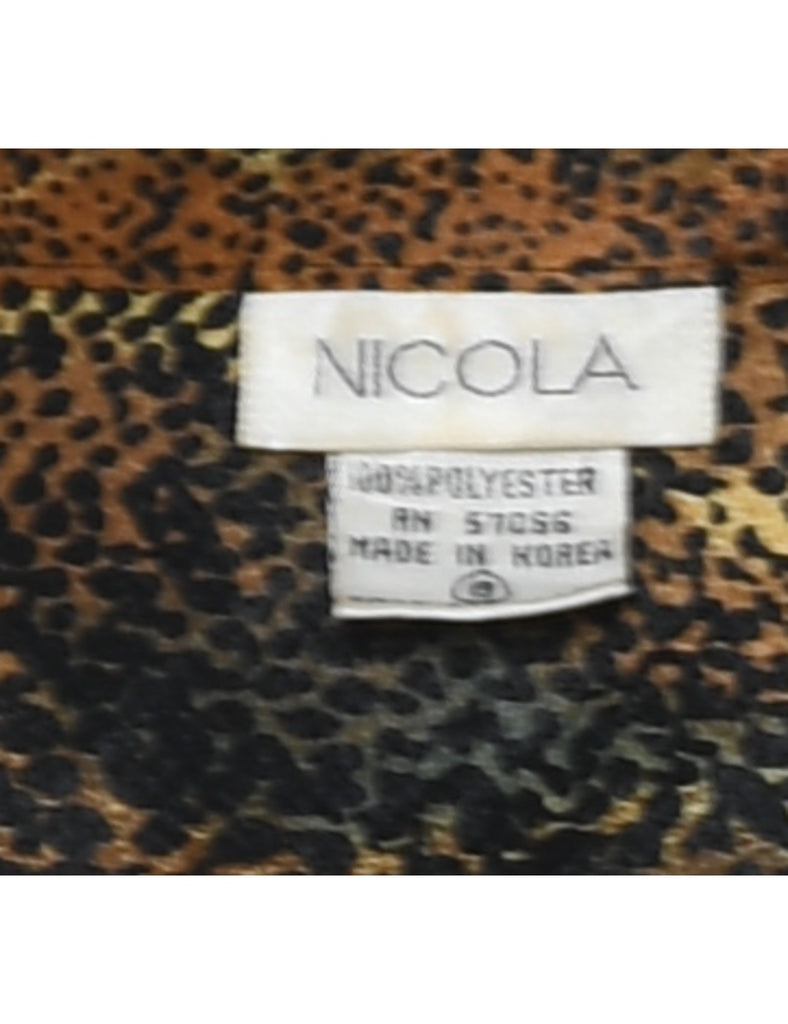 NICOLA
100% POLYESTER
RN 57056
MADE IN KOREA